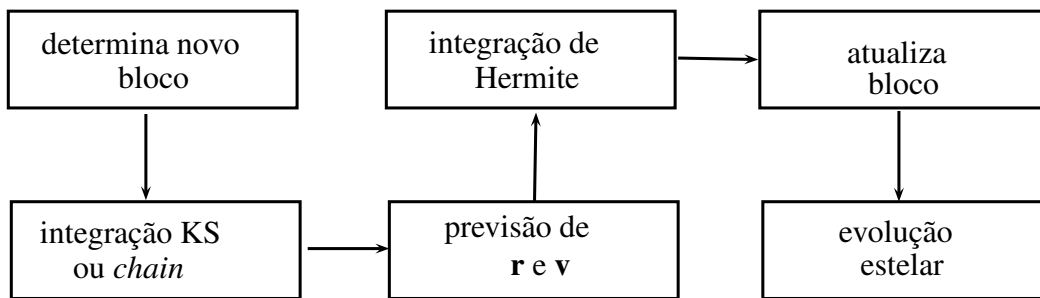 determina novo
bloco
integração KS
ou chain
previsão de
r e v
integração de
Hermite
atualiza
bloco
evolução
estelar